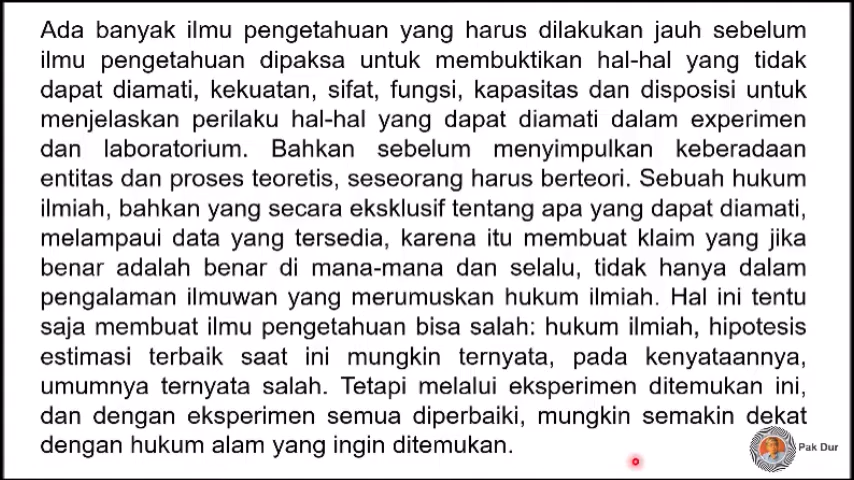 Ada banyak ilmu pengetahuan yang harus dilakukan jauh sebelum
ilmu pengetahuan dipaksa untuk membuktikan hal-hal yang tidak
dapat diamati, kekuatan, sifat, fungsi, kapasitas dan disposisi untuk
menjelaskan perilaku hal-hal yang dapat diamati dalam experimen
dan laboratorium. Bahkan sebelum menyimpulkan keberadaan
entitas dan proses teoretis, seseorang harus berteori. Sebuah hukum
ilmiah, bahkan yang secara eksklusif tentang apa yang dapat diamati,
melampaui data yang tersedia, karena itu membuat klaim yang jika
benar adalah benar di mana-mana dan selalu, tidak hanya dalam
pengalaman ilmuwan yang merumuskan hukum ilmiah. Hal ini tentu
saja membuat ilmu pengetahuan bisa salah: hukum ilmiah, hipotesis
estimasi terbaik saat ini mungkin ternyata, pada kenyataannya,
umumnya ternyata salah. Tetapi melalui eksperimen ditemukan ini,
dan dengan eksperimen semua diperbaiki, mungkin semakin dekat
dengan hukum alam yang ingin ditemukan.
Pak Dur